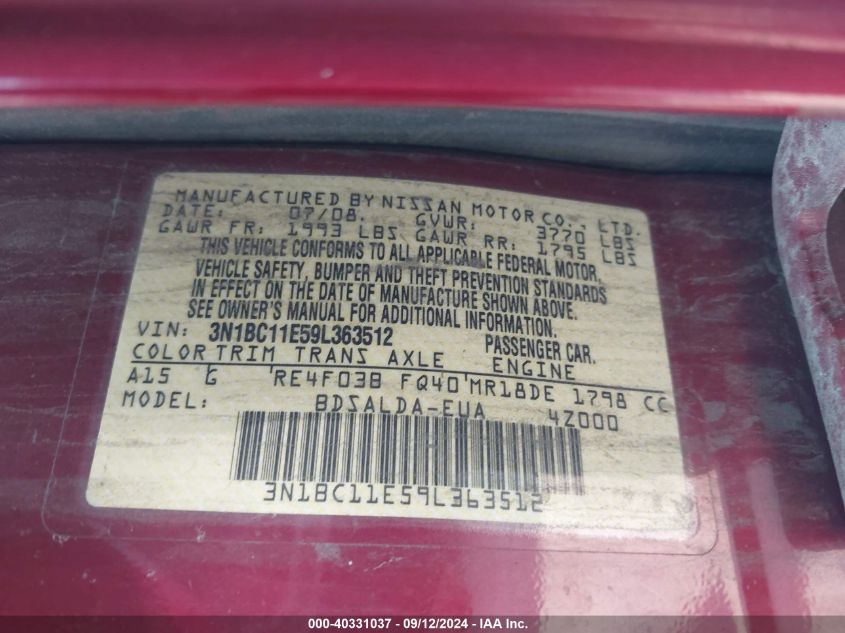 MANUFACTURED BY NISSAN MOTOR CO., LTD.
DATE: 07/08. GVWR: 3770 LBS
GAWR FR: 1993 LBS GAWR RR: 1795 LBS
THIS VEHICLE CONFORMS TO ALL APPLICABLE FEDERAL MOTOR
VEHICLE SAFETY, BUMPER AND THEFT PREVENTION STANDARDS
IN EFFECT ON THE DATE OF MANUFACTURE SHOWN ABOVE.
SEE OWNER'S MANUAL FOR ADDITIONAL INFORMATION.
VIN: 3N1BC11E59L363512 PASSENGER CAR.
COLOR TRIM TRANS AXLE ENGINE
A15 G RE4F03B FQ40 MR18DE 1798 CC
MODEL: BDSALDA-EUA 4Z000
3N1BC11E59L363512
000-40331037 - 09/12/2024 - IAA Inc.